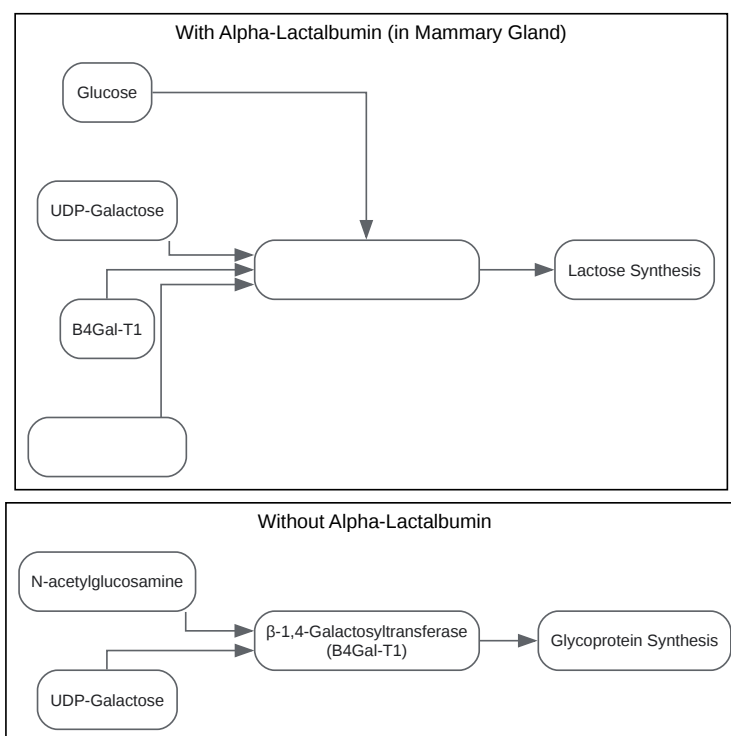 With Alpha-Lactalbumin (in Mammary Gland)
Glucose
UDP-Galactose
Lactose Synthesis
B4Gal-T1
Without Alpha-Lactalbumin
N-acetylglucosamine
β-1,4-Galactosyltransferase
(B4Gal-T1)
Glycoprotein Synthesis
UDP-Galactose